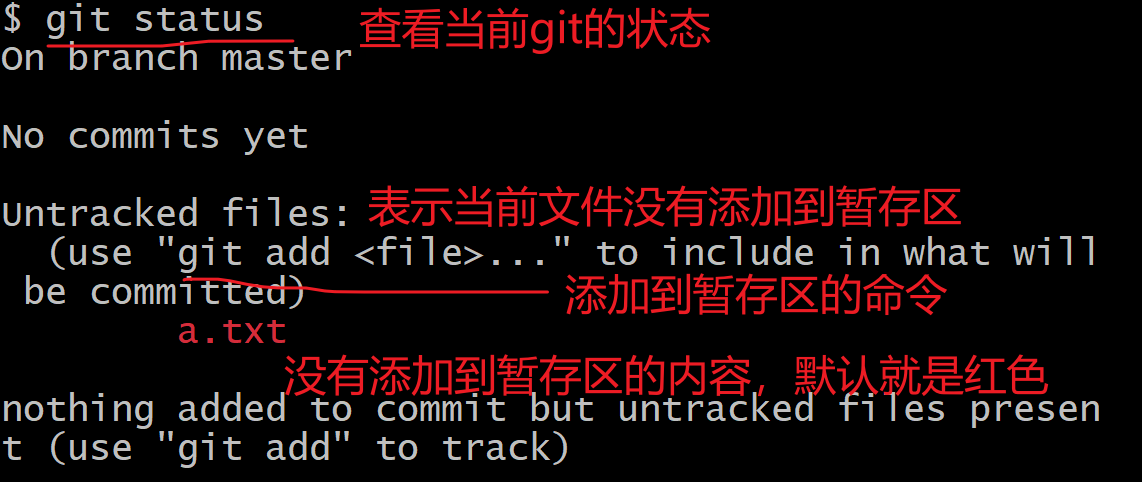 $ git status 查看当前git的状态
On branch master
No commits yet
Untracked files: 表示当前文件没有添加到暂存区
(use "git add <file>..." to include in what will
be committed) 添加到暂存区的命令
a.txt
没有添加到暂存区的内容，默认就是红色
nothing added to commit but untracked files presen
t (use "git add" to track)